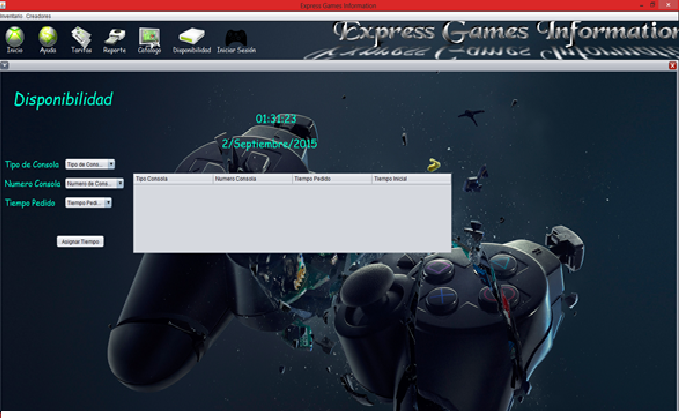 Express Games Informatico
Inventario Creadores
Inicio Ayuda Tarifas Reporte Catalogo Disponibilidad Iniciar Sesión
Express Games Information
Disponibilidad
01:31:23
2/Septiembre/2015
Tipo de Consola Tipo de Cons...
Numero Consola Numero de Cons...
Tiempo Pedido Tiempo Pedi...
Tipo Consola Numero Consola Tiempo Pedido Tiempo Inicial
Asignar Tiempo